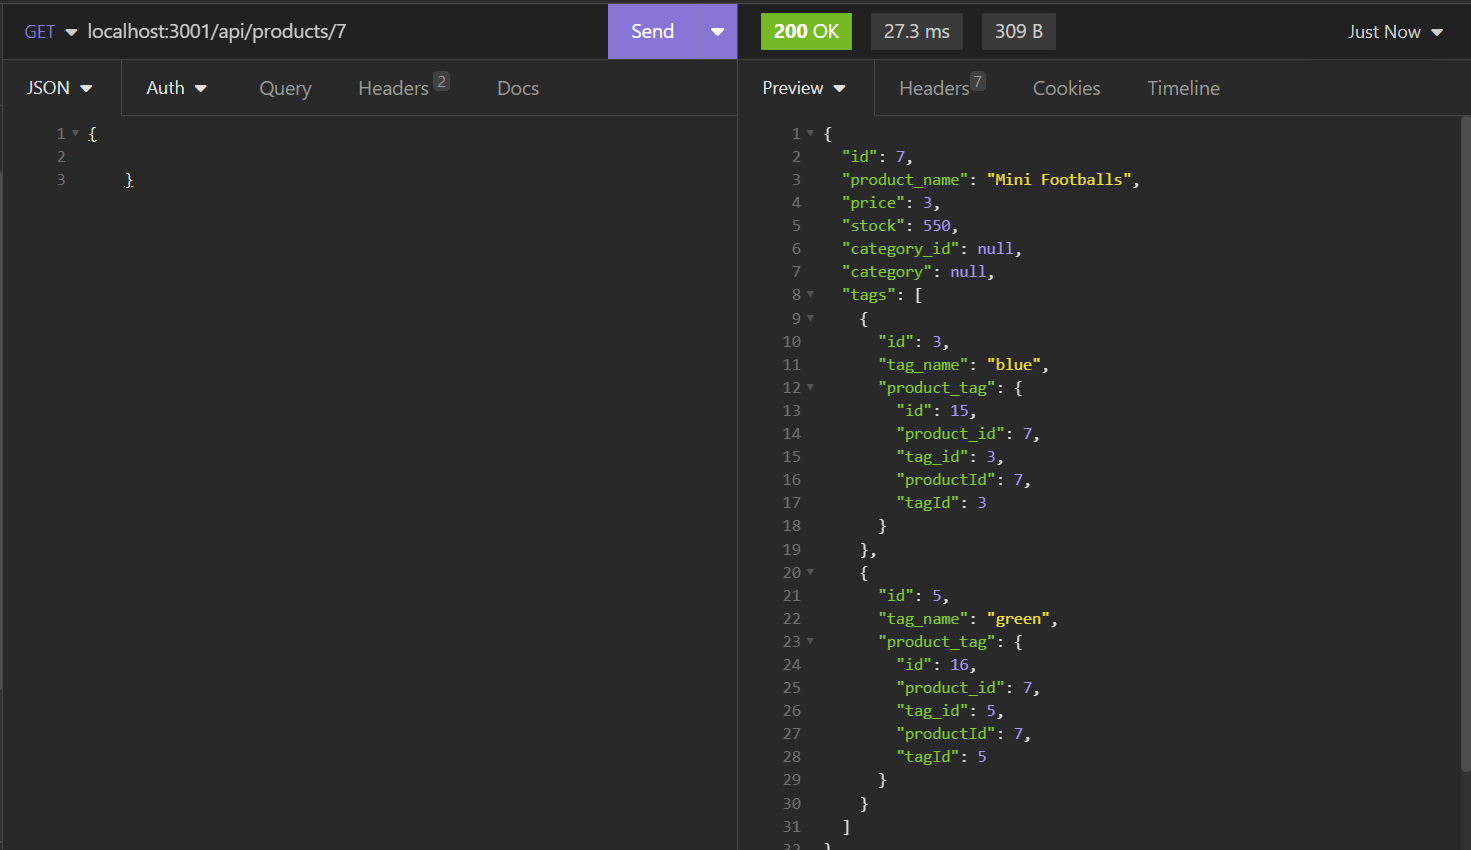 GET localhost:3001/api/products/7 Send
200 OK 27.3 ms 309 B Just Now
JSON Auth Query Headers 2 Docs
Preview Headers 7 Cookies Timeline
1 {
2
3 }
1 {
2 "id": 7,
3 "product_name": "Mini Footballs",
4 "price": 3,
5 "stock": 550,
6 "category_id": null,
7 "category": null,
8 "tags": [
9 {
10 "id": 3,
11 "tag_name": "blue",
12 "product_tag": {
13 "id": 15,
14 "product_id": 7,
15 "tag_id": 3,
16 "productId": 7,
17 "tagId": 3
18 }
19 },
20 {
21 "id": 5,
22 "tag_name": "green",
23 "product_tag": {
24 "id": 16,
25 "product_id": 7,
26 "tag_id": 5,
27 "productId": 7,
28 "tagId": 5
29 }
30 }
31 ]
32 }